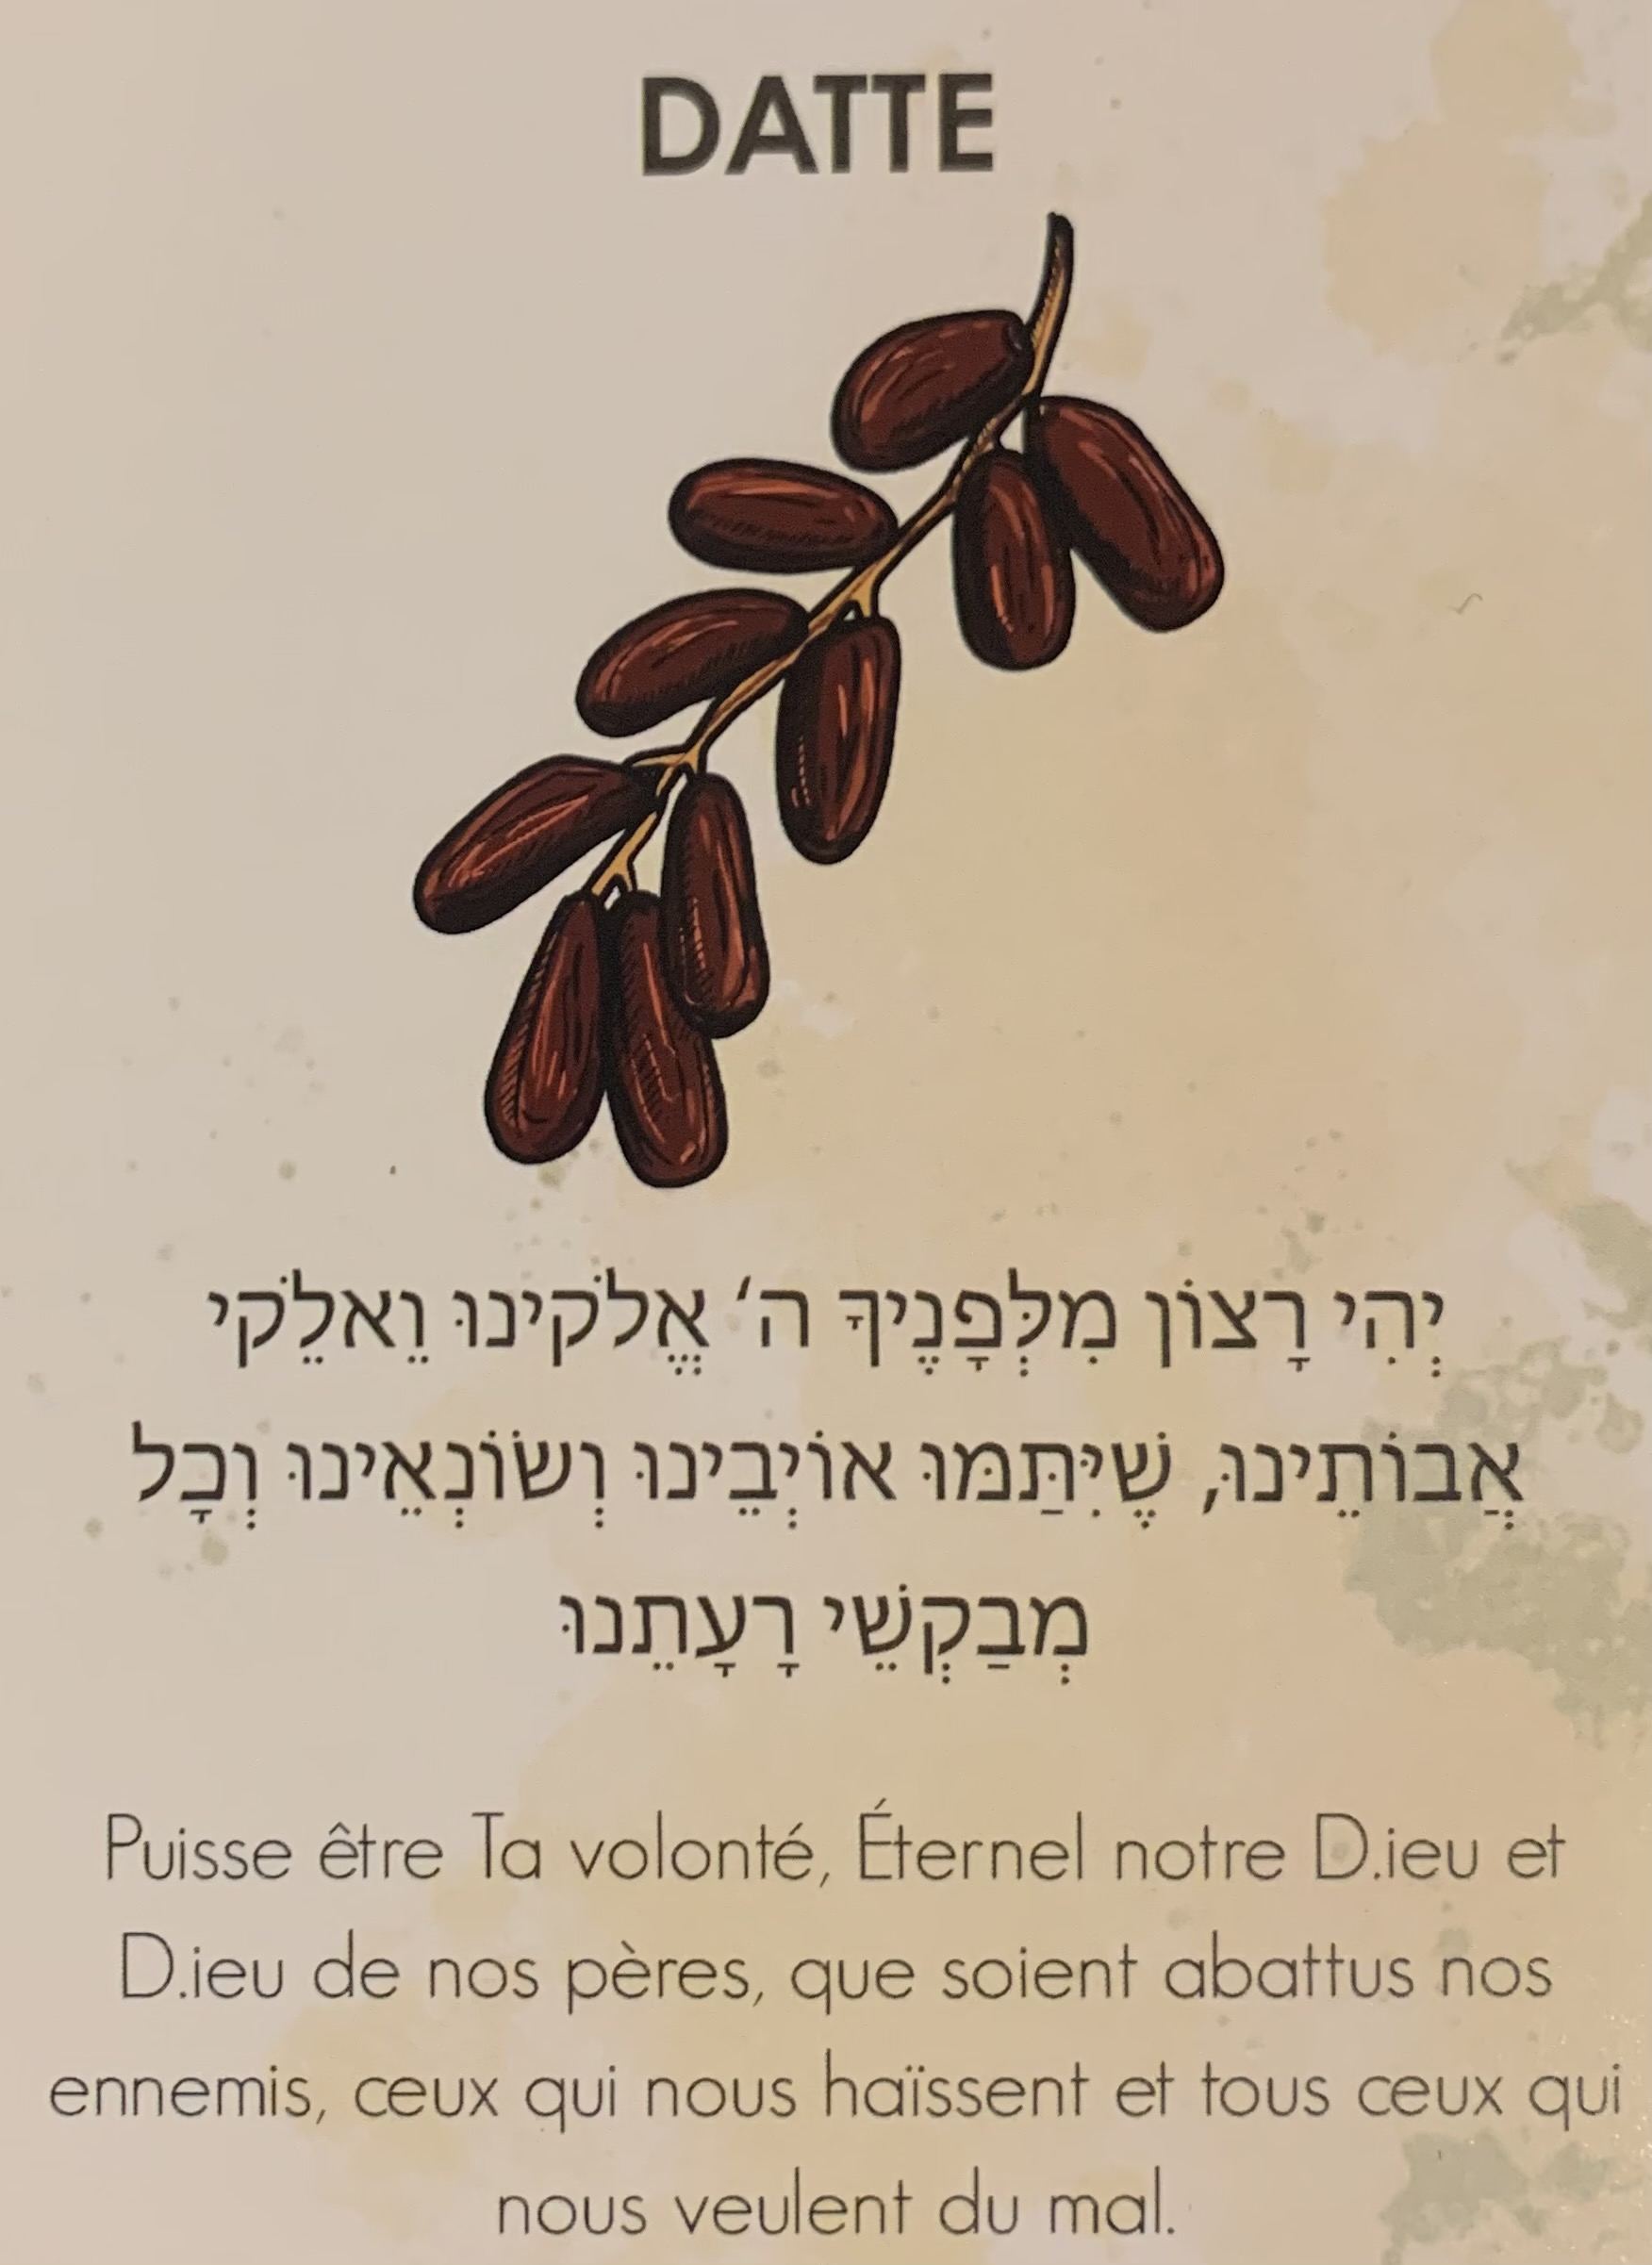 DATTE
יְהִי רָצוֹן מִלְּפָנֶיךָ ה׳ אֱלֹקינוּ וֵאלֵֹקי
אֲבוֹתֵינוּ, שֶׁיִּתַּמּוּ אוֹיְבֵינוּ וְשׂוֹנְאֵינוּ וְכָל
מְבַקְשֵׁי רָעָתֵנוּ
Puisse être Ta volonté, Éternel notre D.ieu et
D.ieu de nos pères, que soient abattus nos
ennemis, ceux qui nous haïssent et tous ceux qui
nous veulent du mal.